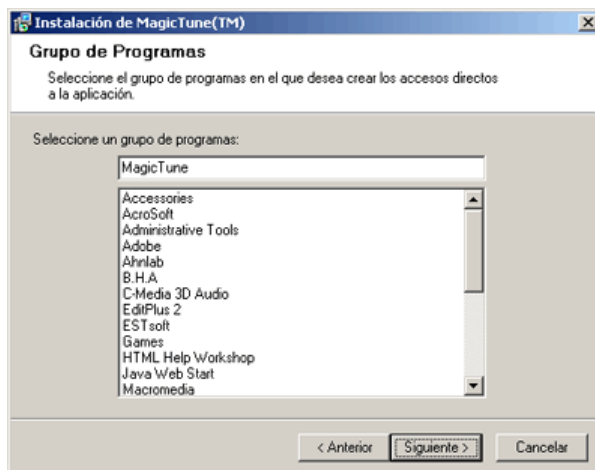 Instalación de MagicTune(TM)
Grupo de Programas
Seleccione el grupo de programas en el que desea crear los accesos directos
a la aplicación.
Seleccione un grupo de programas:
MagicTune
Accessories
AcroSoft
Administrative Tools
Adobe
Ahnlab
B.H.A
C-Media 3D Audio
EditPlus 2
ESTsoft
Games
HTML Help Workshop
Java Web Start
Macromedia
< Anterior Siguiente > Cancelar